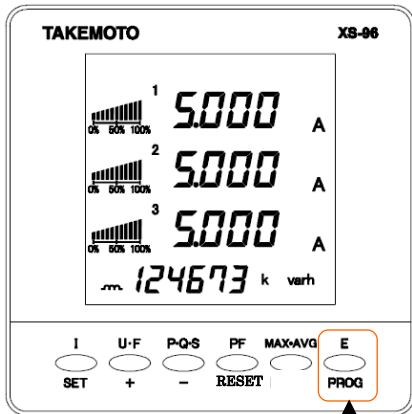 TAKEMOTO XS-96
1 5.000 A
0% 50% 100%
2 5.000 A
0% 50% 100%
3 5.000 A
0% 50% 100%
124673 k varh
I U·F P·Q·S PF MAX·AVG E
SET + − RESET PROG